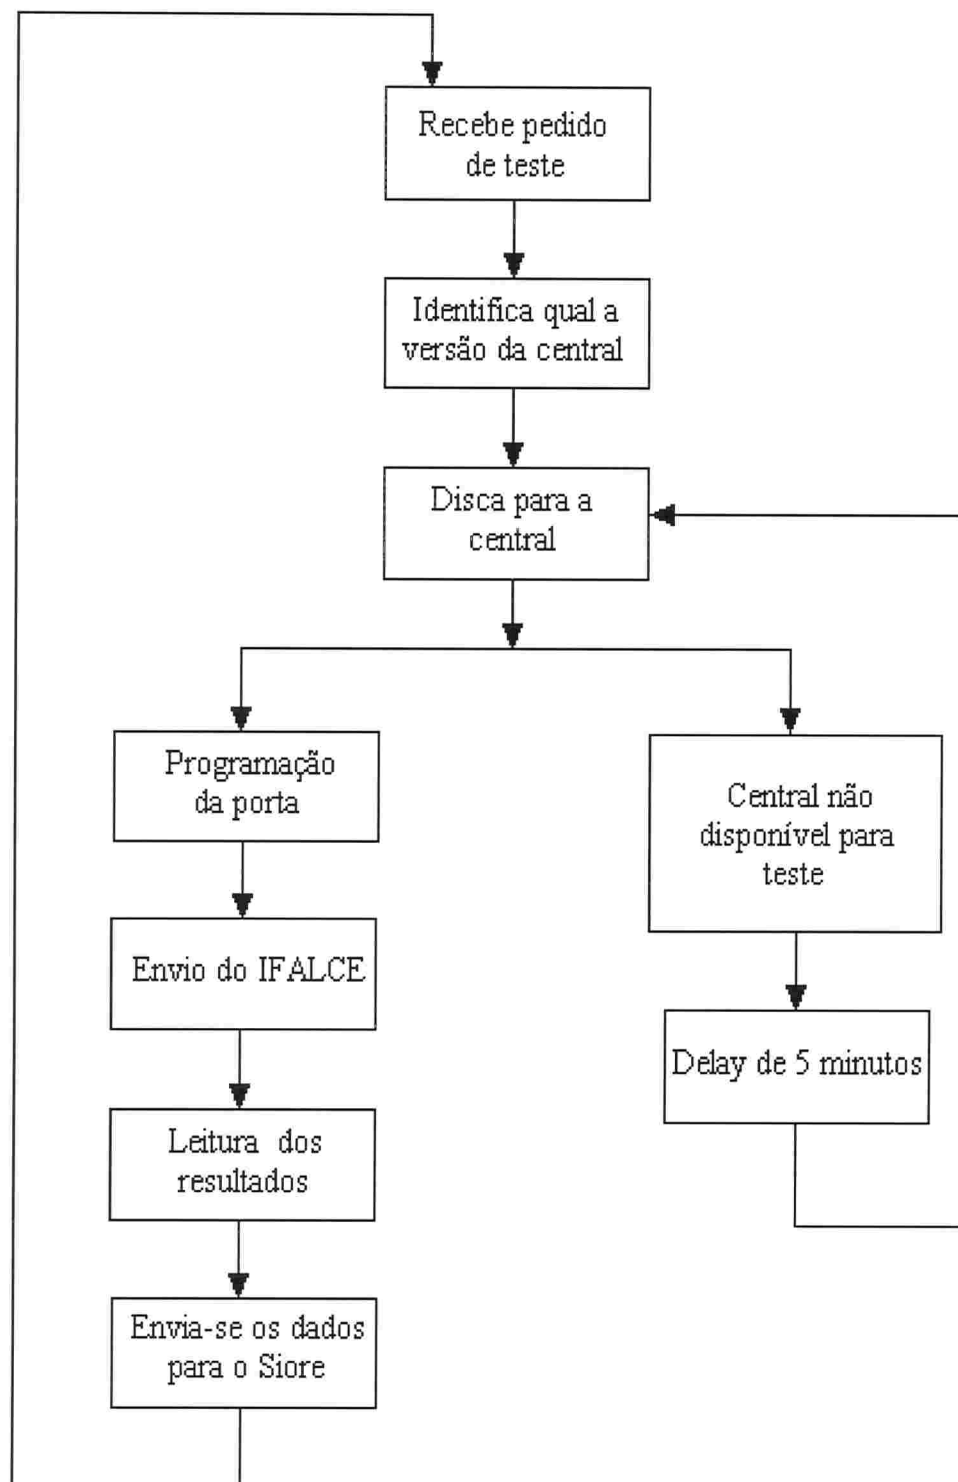 Recebe pedido
de teste
Identifica qual a
versão da central
Disca para a
central
Programação
da porta
Central não
disponível para
teste
Envio do IFALCE
Delay de 5 minutos
Leitura dos
resultados
Envia-se os dados
para o Siore